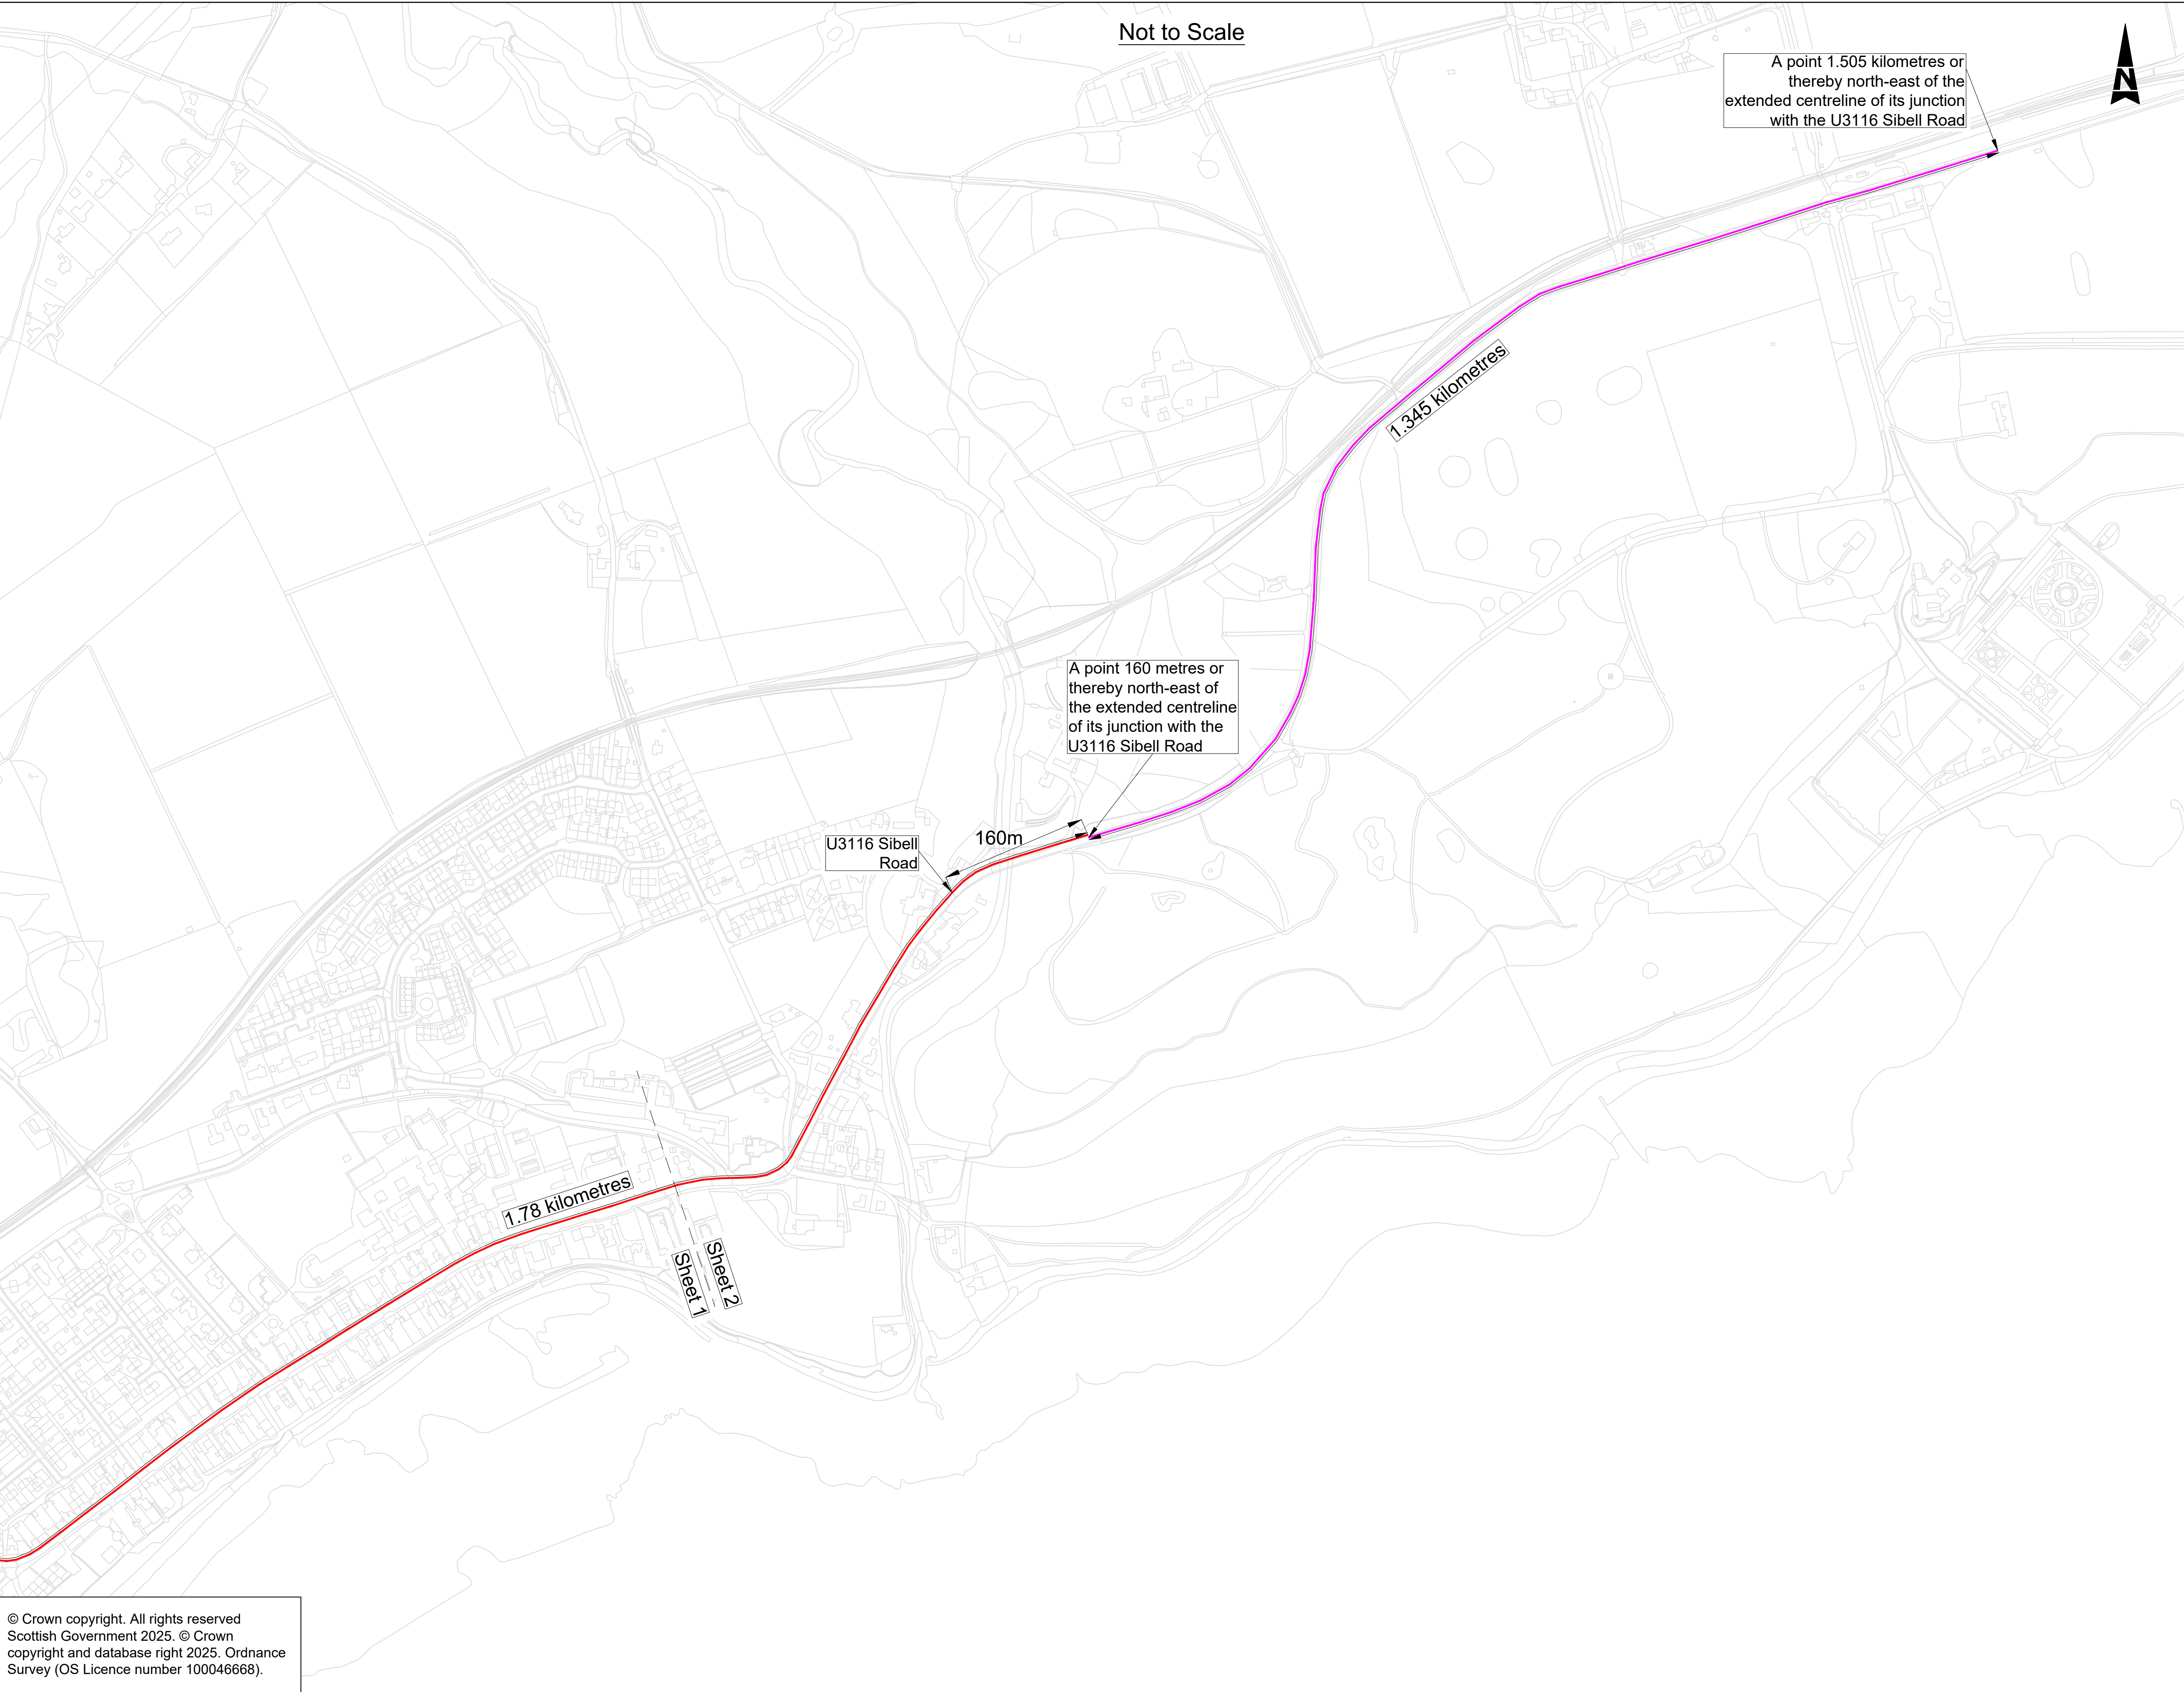 Not to Scale
A point 1.505 kilometres or
thereby north-east of the
extended centreline of its junction
with the U3116 Sibell Road
N
1.345 kilometres
A point 160 metres or
thereby north-east of
the extended centreline
of its junction with the
U3116 Sibell Road
160m
U3116 Sibell
Road
1.78 kilometres
Sheet 1
Sheet 2
© Crown copyright. All rights reserved
Scottish Government 2025. © Crown
copyright and database right 2025. Ordnance
Survey (OS Licence number 100046668).